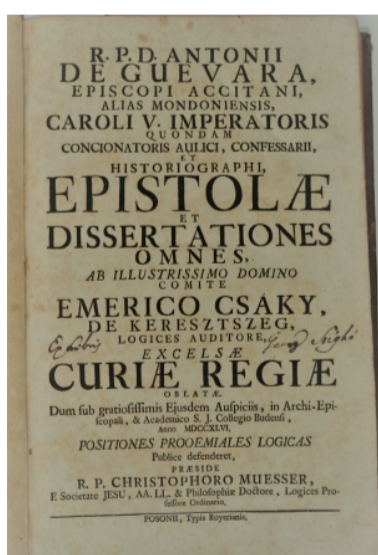 R. P. D. ANTONII
DE GUEVARA,
EPISCOPI ACCITANI,
ALIAS MONDONIENSIS,
CAROLI V. IMPERATORIS
QUONDAM
CONCIONATORIS AULICI, CONFESSARII,
ET
HISTORIOGRAPHI,
EPISTOLÆ
ET
DISSERTATIONES
OMNES,
AB ILLUSTRISSIMO DOMINO
COMITE
EMERICO CSÁKY,
DE KERESZTSZEG,
LOGICES AUDITORE,
Ex libris
EXCELSÆ
CURIÆ REGIÆ
OBLATÆ.
Dum sub gratiosissimis Ejusdem Auspiciis, in Archi-Epi-
scopali, & Academico S. J. Collegio Budensi,
Anno MDCCXLVI,
POSITIONES PROOEMIALES LOGICAS
Publice defenderet,
PRÆSIDE
R. P. CHRISTOPHORO MUESSER,
E Societate JESU, AA. LL. & Philosophiæ Doctore, Logices Pro-
fessore Ordinario.
POSONII, Typis Royerianis.